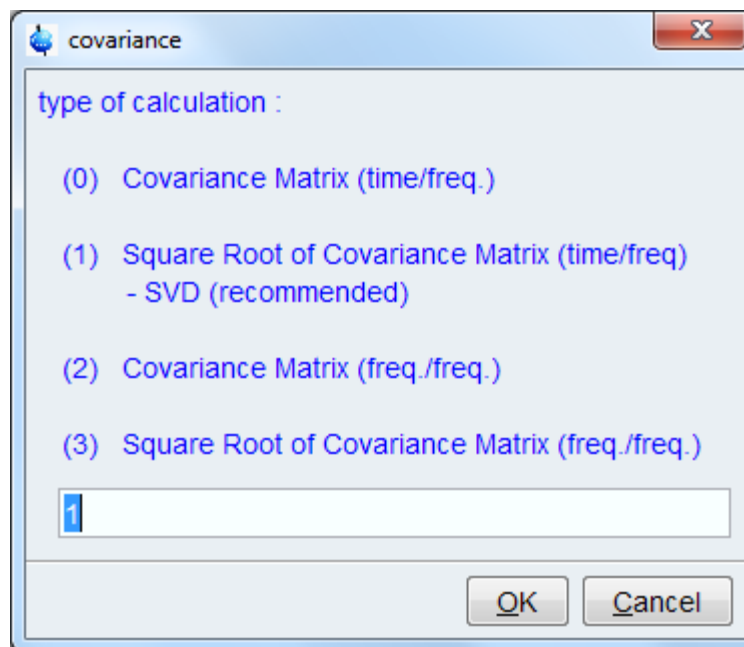 covariance
type of calculation :
(0) Covariance Matrix (time/freq.)
(1) Square Root of Covariance Matrix (time/freq)
- SVD (recommended)
(2) Covariance Matrix (freq./freq.)
(3) Square Root of Covariance Matrix (freq./freq.)
1
OK Cancel